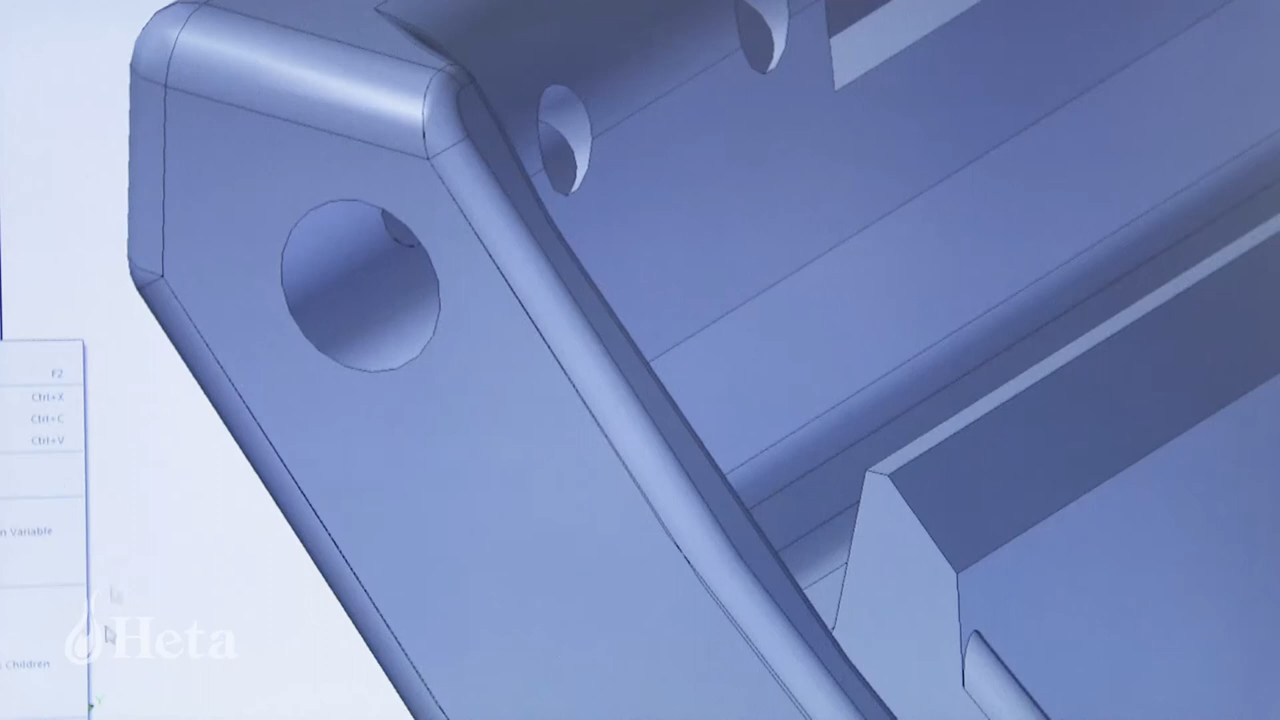 F2
Ctrl+X
Ctrl+C
Ctrl+V
n Variable
Heta
Children